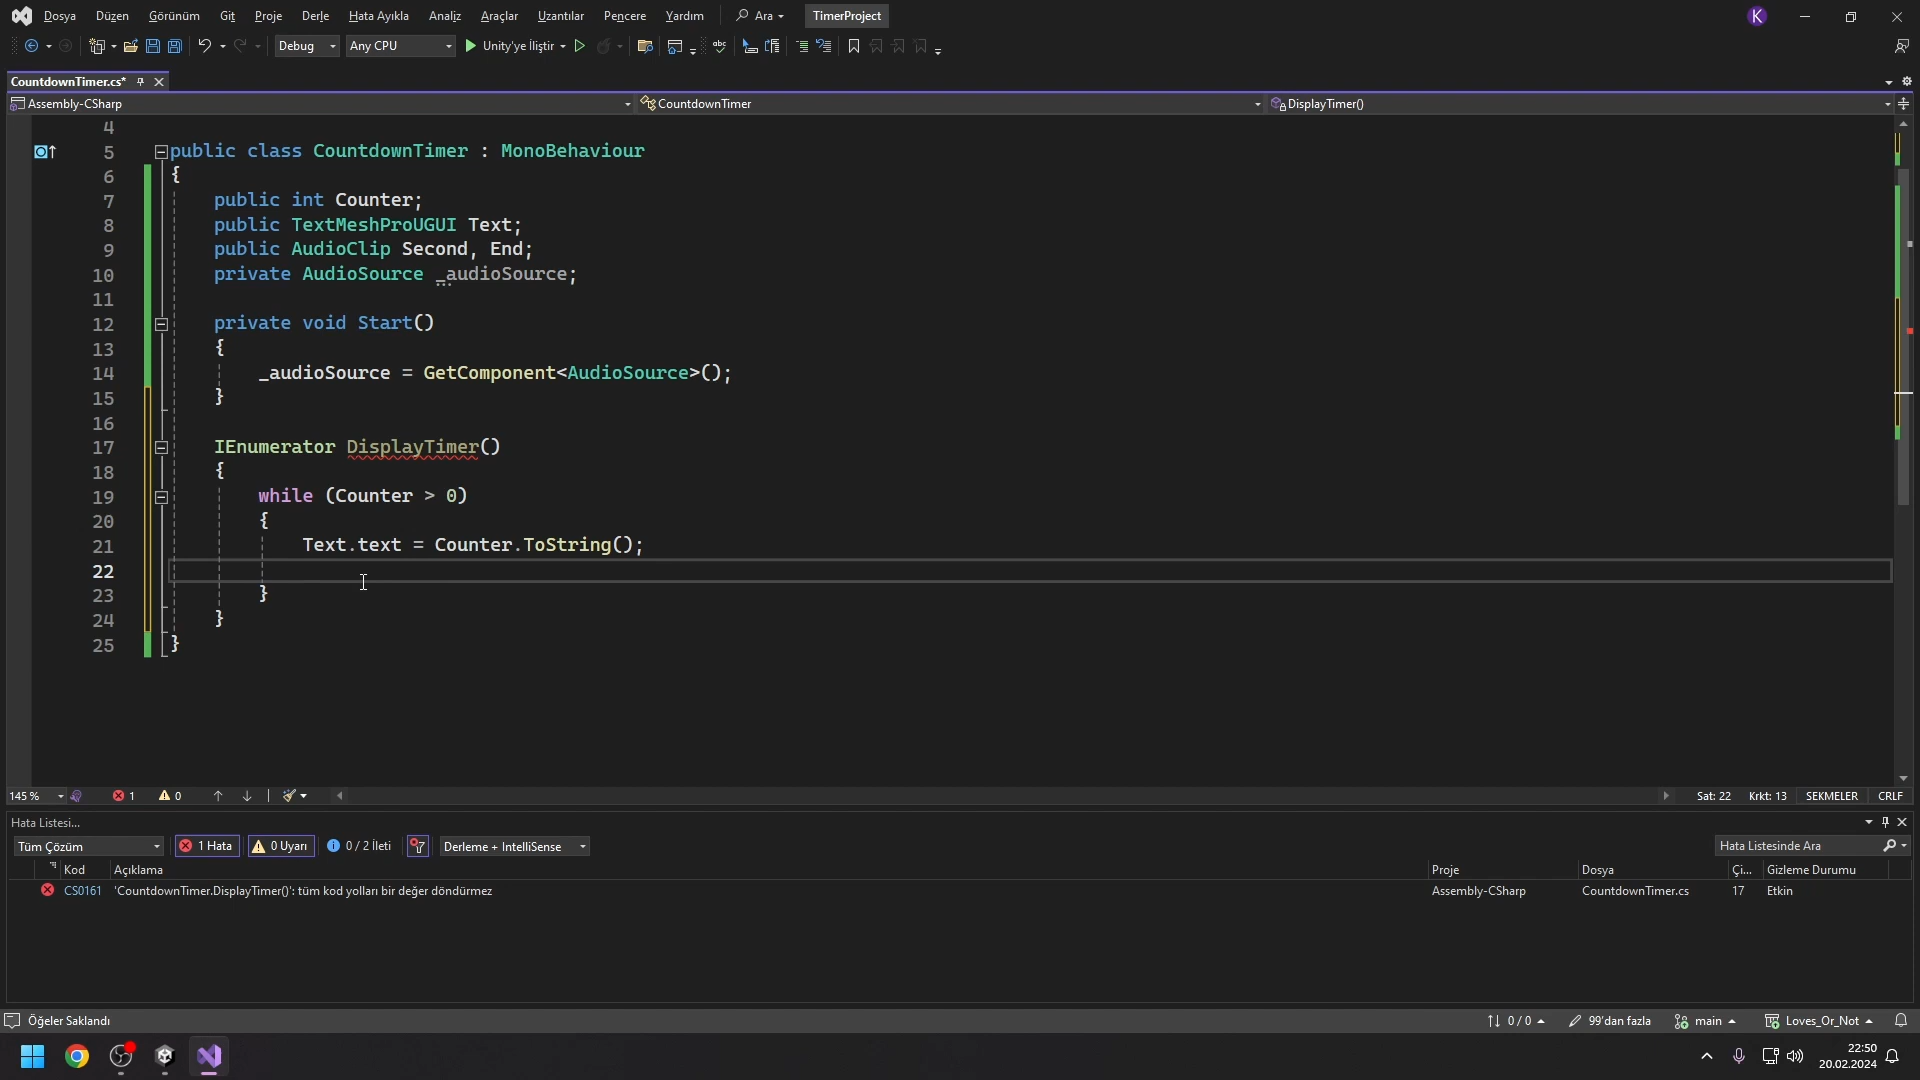 Dosya Düzen Görünüm Git Proje Derle Hata Ayıkla Analiz Araçlar Uzantılar Pencere Yardım Ara TimerProject K
Debug Any CPU Unity'ye İliştir
CountdownTimer.cs*
Assembly-CSharp CountdownTimer DisplayTimer()
4
5 public class CountdownTimer : MonoBehaviour
6 {
7 public int Counter;
8 public TextMeshProUGUI Text;
9 public AudioClip Second, End;
10 private AudioSource _audioSource;
11
12 private void Start()
13 {
14 _audioSource = GetComponent<AudioSource>();
15 }
16
17 IEnumerator DisplayTimer()
18 {
19 while (Counter > 0)
20 {
21 Text.text = Counter.ToString();
22
23 }
24 }
25 }
145 % 1 0 Sat: 22 Krkt: 13 SEKMELER CRLF
Hata Listesi...
Tüm Çözüm 1 Hata 0 Uyarı 0 / 2 İleti Derleme + IntelliSense Hata Listesinde Ara
Kod Açıklama Proje Dosya Çi... Gizleme Durumu
CS0161 'CountdownTimer.DisplayTimer()': tüm kod yolları bir değer döndürmez Assembly-CSharp CountdownTimer.cs 17 Etkin
Öğeler Saklandı 0 / 0 99'dan fazla main Loves_Or_Not
22:50
20.02.2024